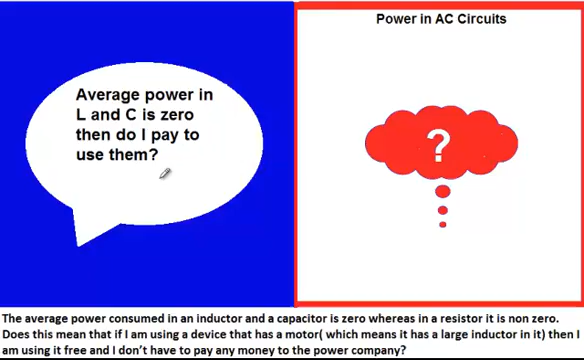 Power in AC Circuits
Average power in
L and C is zero
then do I pay to
use them?
?
The average power consumed in an inductor and a capacitor is zero whereas in a resistor it is non zero.
Does this mean that if I am using a device that has a motor( which means it has a large inductor in it) then I
am using it free and I don't have to pay any money to the power company?